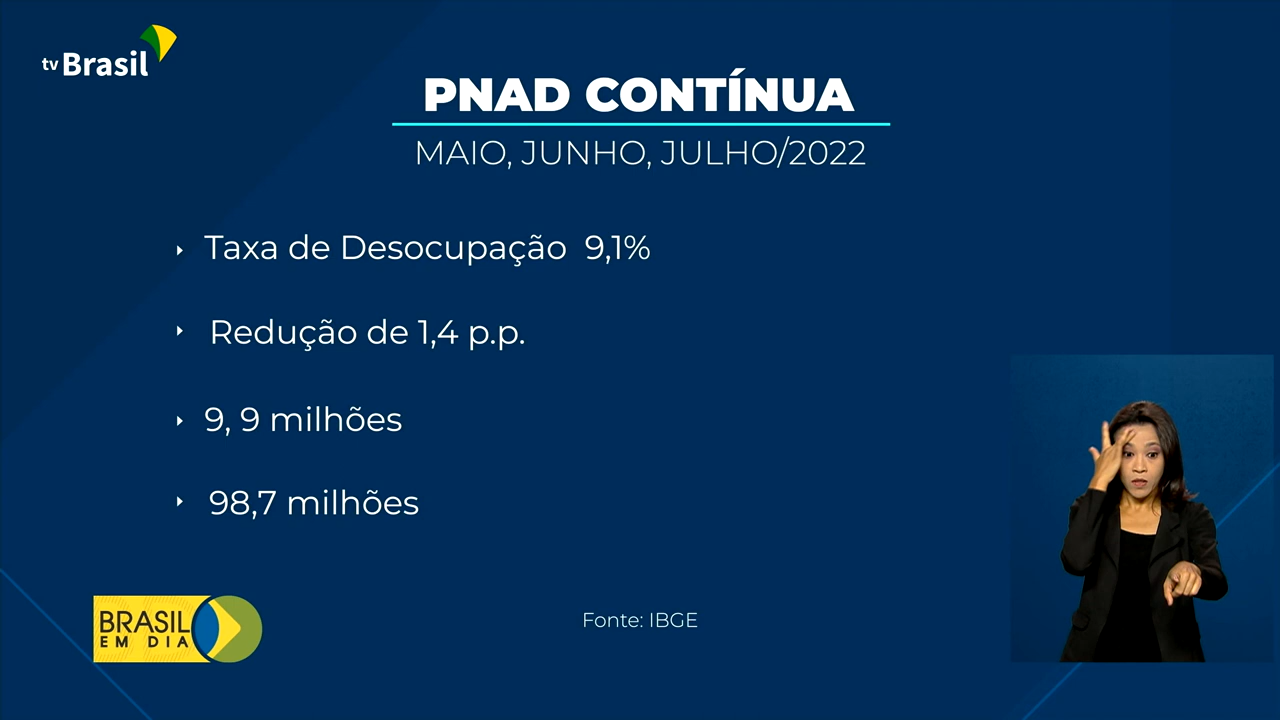 tv Brasil
PNAD CONTÍNUA
MAIO, JUNHO, JULHO/2022
Taxa de Desocupação 9,1%
Redução de 1,4 p.p.
9, 9 milhões
98,7 milhões
BRASIL
EM DIA
Fonte: IBGE